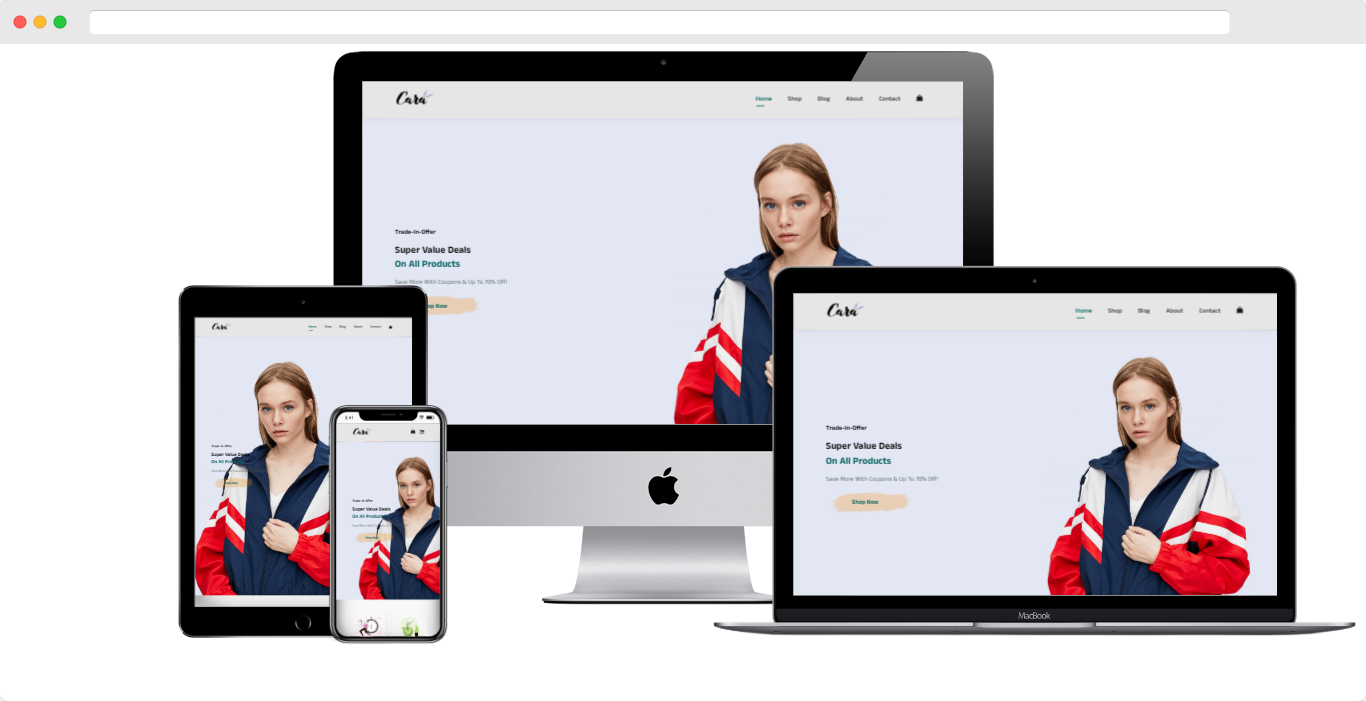 Cara
Home Shop Blog About Contact
Trade-In-Offer
Super Value Deals
On All Products
Save More With Coupons & Up To 70% Off!
op Now
Cara
Home Shop Blog About Contact
Trade-In-Offer
Super Value Deals
On All Products
Save More With Coupons & Up To 70% Off!
Shop Now
MacBook
Cara
Home Shop Blog About Contact
Trade-In-Offer
Super Value Deals
On All Products
9:41
Cara
Trade-In-Offer
Super Value Deals
On All Products
Shop Now